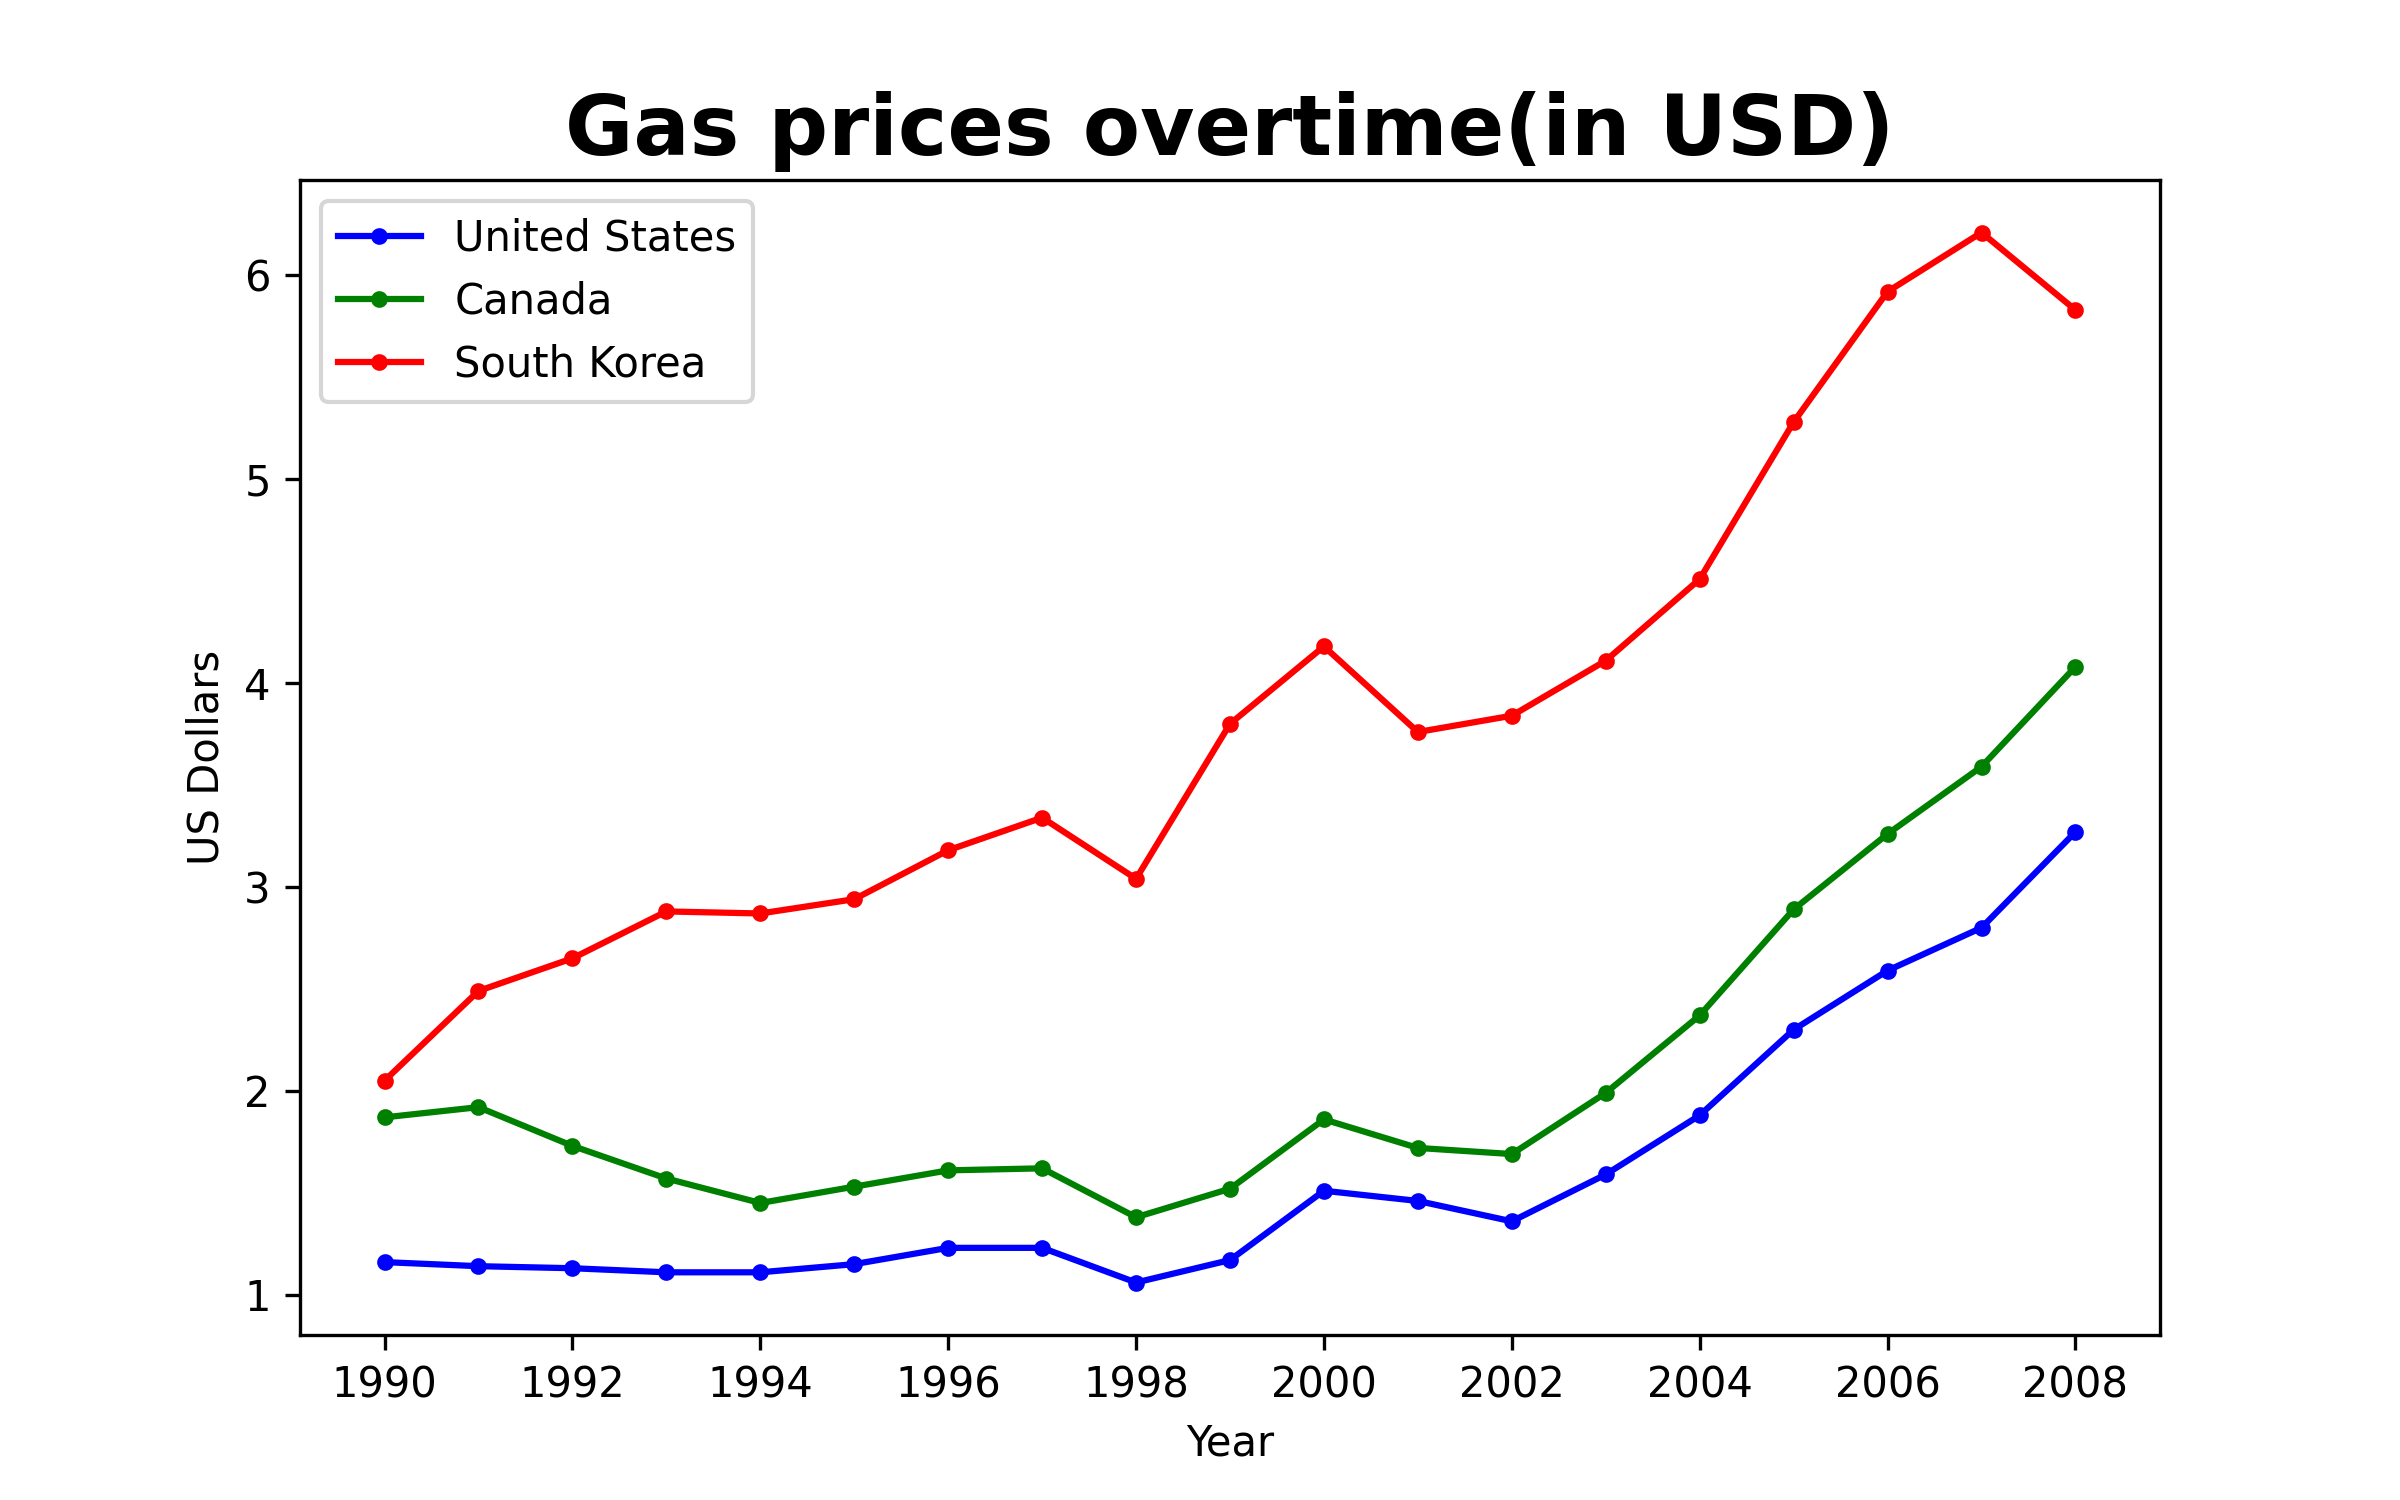 Gas prices overtime(in USD)
United States
Canada
South Korea
6
5
4
3
2
1
US Dollars
1990 1992 1994 1996 1998 2000 2002 2004 2006 2008
Year